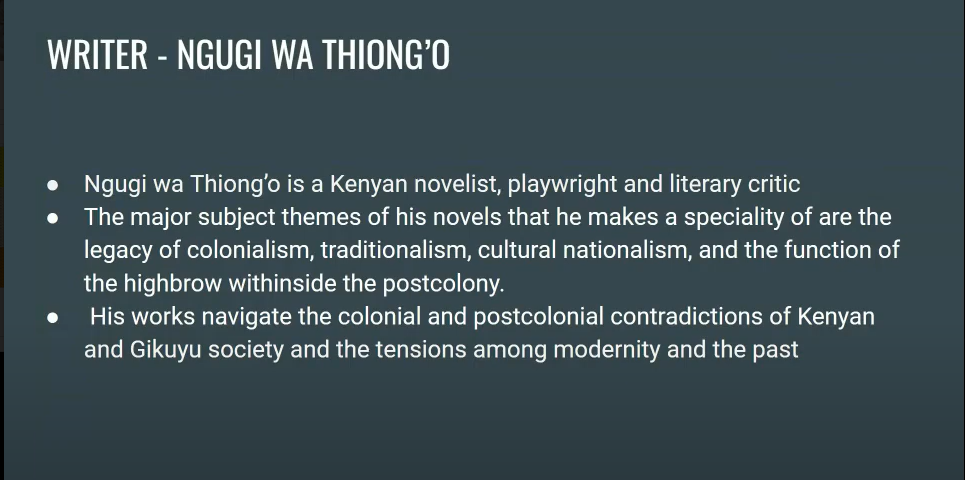 WRITER - NGUGI WA THIONG’O
● Ngugi wa Thiong’o is a Kenyan novelist, playwright and literary critic
● The major subject themes of his novels that he makes a speciality of are the
legacy of colonialism, traditionalism, cultural nationalism, and the function of
the highbrow withinside the postcolony.
● His works navigate the colonial and postcolonial contradictions of Kenyan
and Gikuyu society and the tensions among modernity and the past